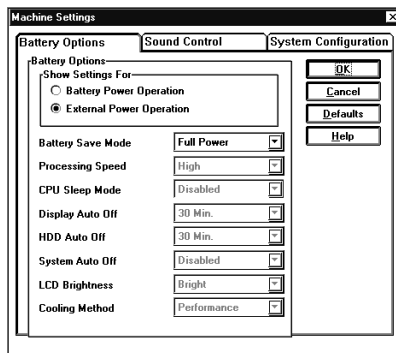 Machine Settings
Battery Options Sound Control System Configuration
Battery Options
Show Settings For
Battery Power Operation
External Power Operation
Battery Save Mode Full Power
Processing Speed High
CPU Sleep Mode Disabled
Display Auto Off 30 Min.
HDD Auto Off 30 Min.
System Auto Off Disabled
LCD Brightness Bright
Cooling Method Performance
OK
Cancel
Defaults
Help